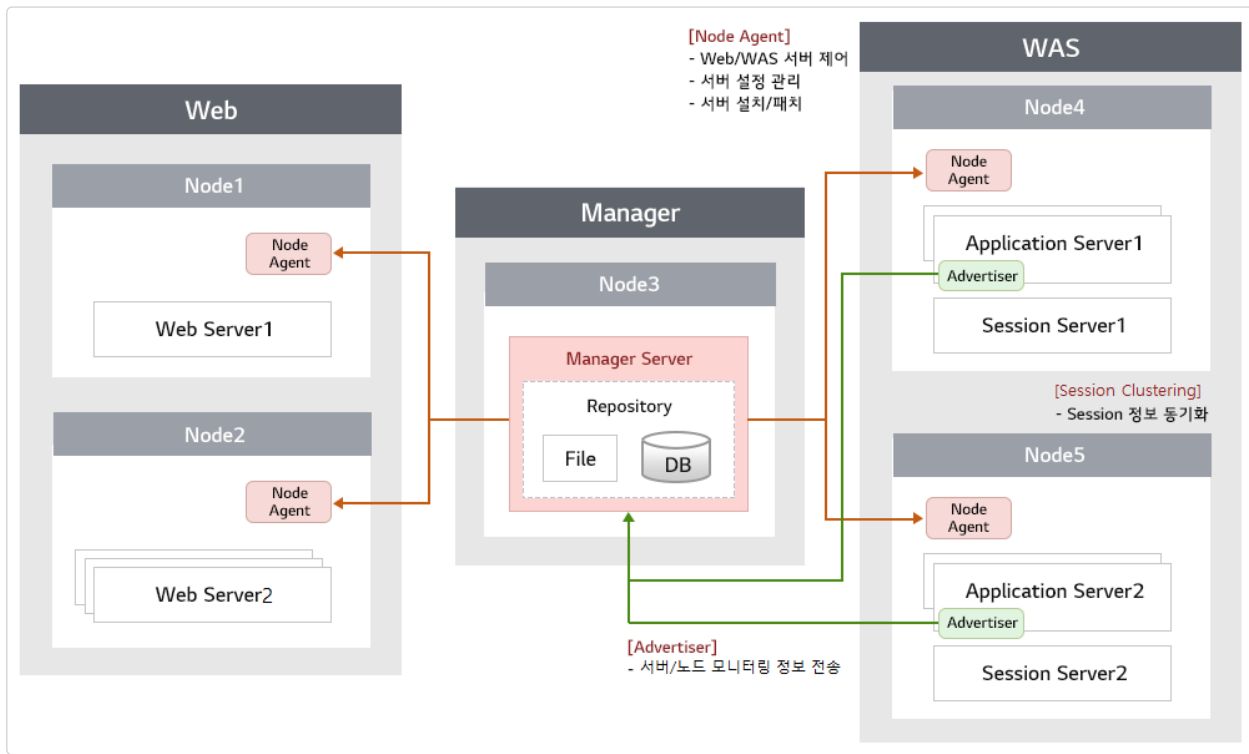 [Node Agent]
- Web/WAS 서버 제어
- 서버 설정 관리
- 서버 설치/패치
Web
Node1
Node
Agent
Web Server1
Node2
Node
Agent
Web Server2
Manager
Node3
Manager Server
Repository
File
DB
[Advertiser]
- 서버/노드 모니터링 정보 전송
WAS
Node4
Node
Agent
Application Server1
Advertiser
Session Server1
[Session Clustering]
- Session 정보 동기화
Node5
Node
Agent
Application Server2
Advertiser
Session Server2